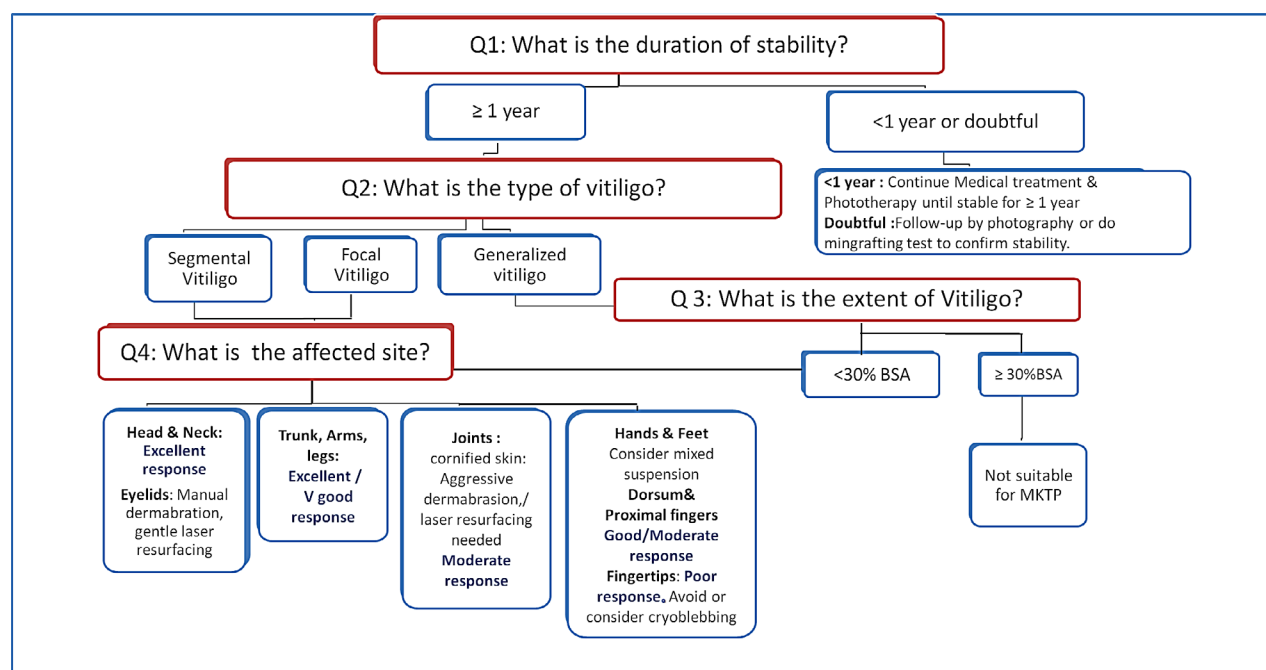 Q1: What is the duration of stability?
≥ 1 year
<1 year or doubtful
<1 year : Continue Medical treatment &
Phototherapy until stable for ≥ 1 year
Doubtful :Follow-up by photography or do
mingrafting test to confirm stability.
Q2: What is the type of vitiligo?
Segmental
Vitiligo
Focal
Vitiligo
Generalized
vitiligo
Q 3: What is the extent of Vitiligo?
<30% BSA
≥ 30%BSA
Not suitable
for MKTP
Q4: What is the affected site?
Head & Neck:
Excellent
response
Eyelids: Manual
dermabration,
gentle laser
resurfacing
Trunk, Arms,
legs:
Excellent /
V good
response
Joints :
cornified skin:
Aggressive
dermabrasion,/
laser resurfacing
needed
Moderate
response
Hands & Feet
Consider mixed
suspension
Dorsum&
Proximal fingers
Good/Moderate
response
Fingertips: Poor
response. Avoid or
consider cryoblebbing